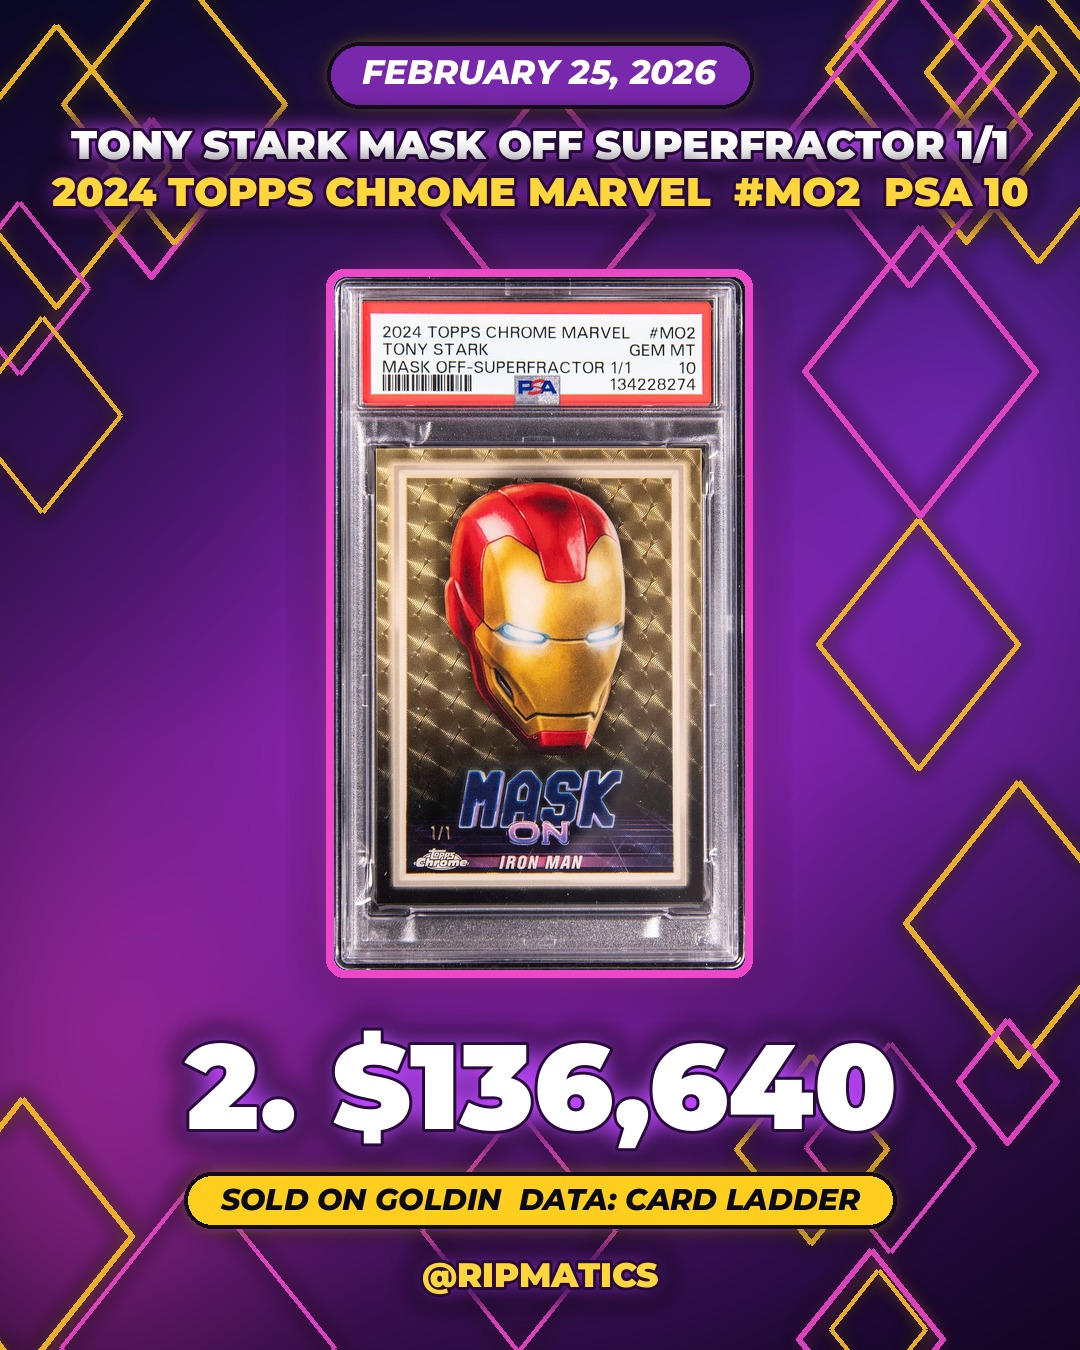 FEBRUARY 25, 2026
TONY STARK MASK OFF SUPERFRACTOR 1/1
2024 TOPPS CHROME MARVEL #MO2 PSA 10
2024 TOPPS CHROME MARVEL #MO2
TONY STARK GEM MT
MASK OFF-SUPERFRACTOR 1/1 10
PSA 134228274
MASK
ON
1/1
Topps Chrome
IRON MAN
2. $136,640
SOLD ON GOLDIN DATA: CARD LADDER
@RIPMATICS